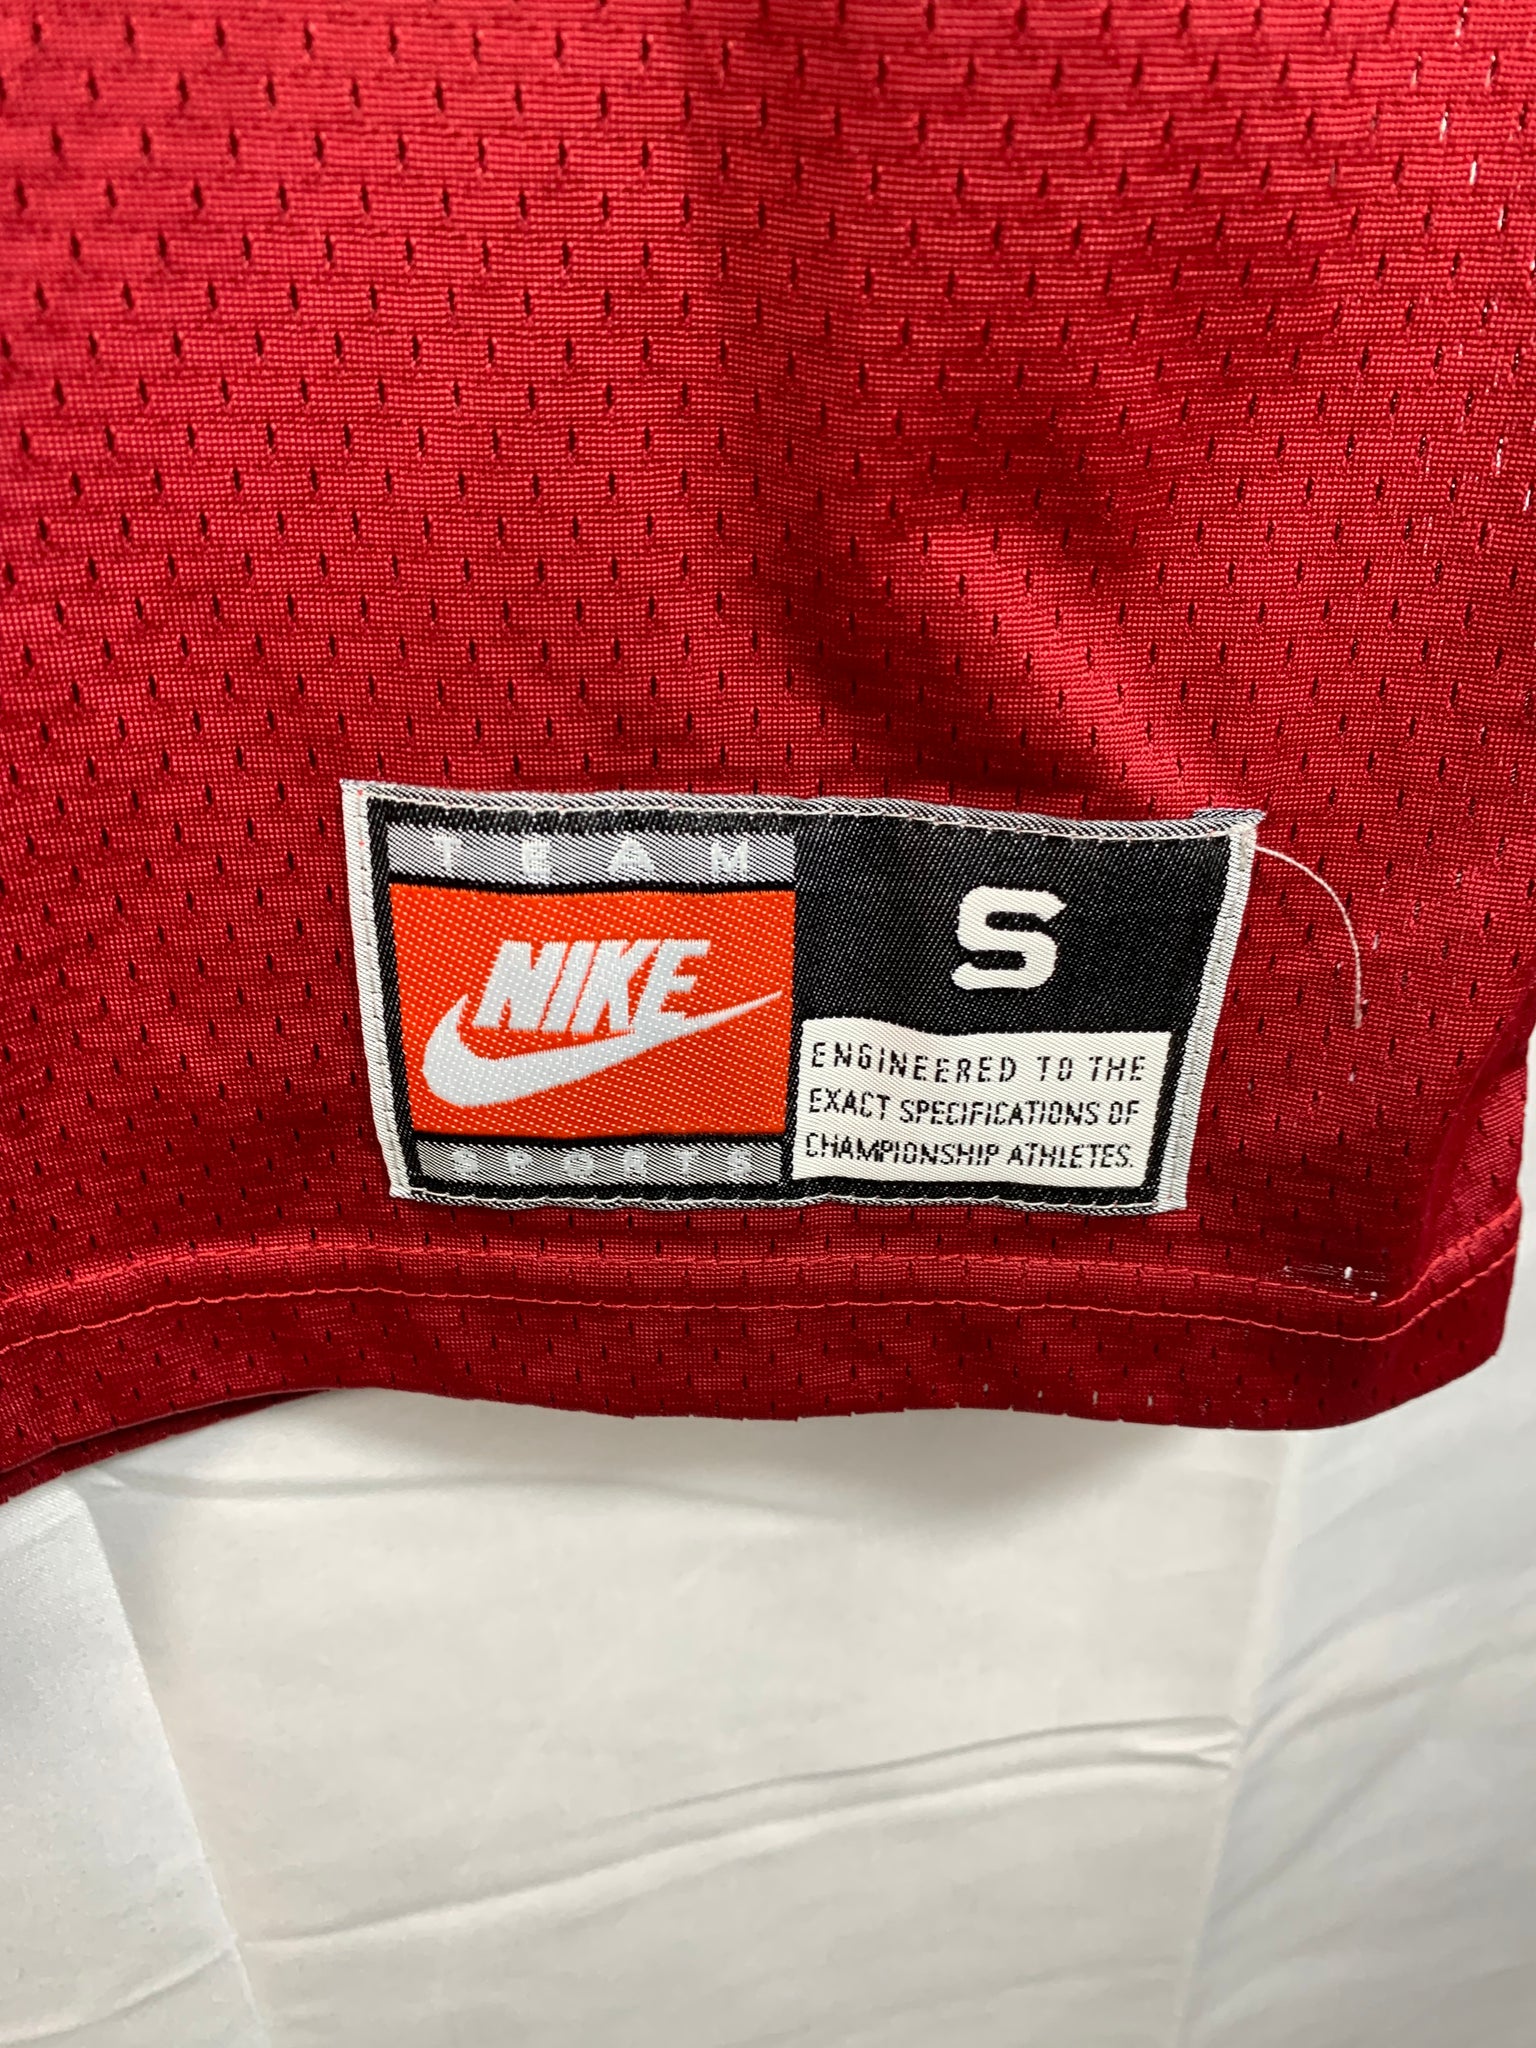 TEAM
NIKE
SPORTS
S
ENGINEERED TO THE
EXACT SPECIFICATIONS OF
CHAMPIONSHIP ATHLETES.